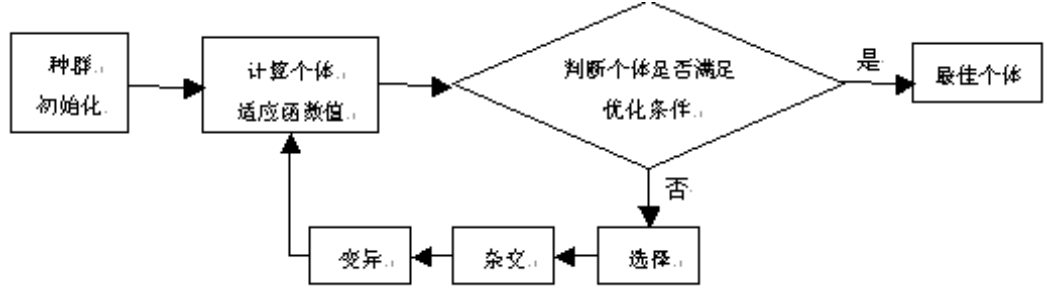 种群
初始化
计算个体
适应函数值
判断个体是否满足
优化条件
是
最佳个体
否
变异
杂交
选择